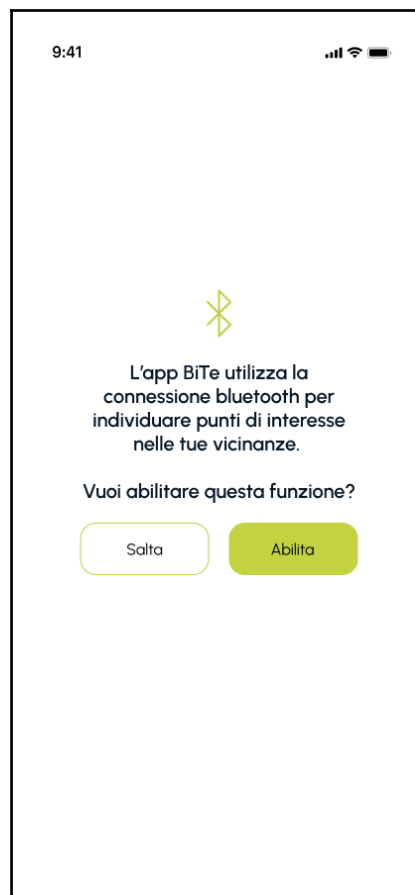 9:41
L'app BiTe utilizza la
connessione bluetooth per
individuare punti di interesse
nelle tue vicinanze.
Vuoi abilitare questa funzione?
Salta
Abilita